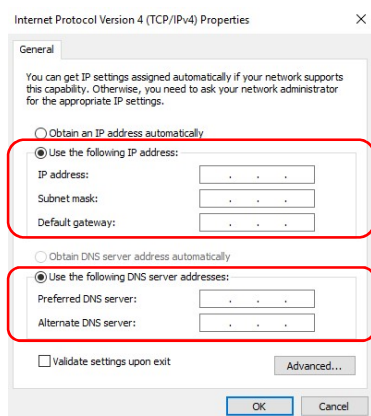 Internet Protocol Version 4 (TCP/IPv4) Properties
General
You can get IP settings assigned automatically if your network supports
this capability. Otherwise, you need to ask your network administrator
for the appropriate IP settings.
Obtain an IP address automatically
Use the following IP address:
IP address:
Subnet mask:
Default gateway:
Obtain DNS server address automatically
Use the following DNS server addresses:
Preferred DNS server:
Alternate DNS server:
Validate settings upon exit
Advanced...
OK Cancel